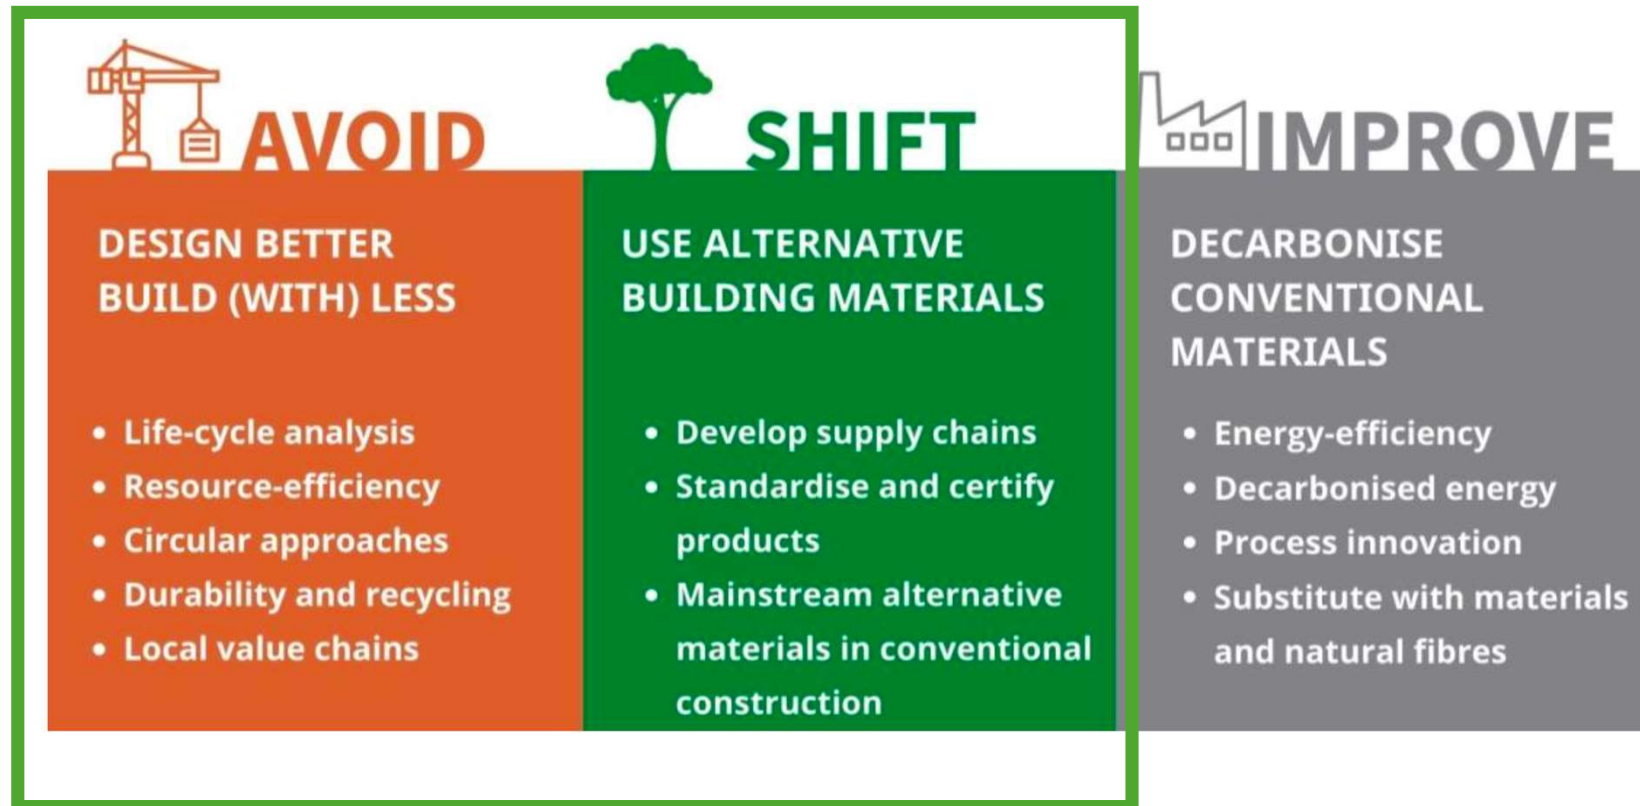 AVOID
DESIGN BETTER
BUILD (WITH) LESS
• Life-cycle analysis
• Resource-efficiency
• Circular approaches
• Durability and recycling
• Local value chains
SHIFT
USE ALTERNATIVE
BUILDING MATERIALS
• Develop supply chains
• Standardise and certify
products
• Mainstream alternative
materials in conventional
construction
IMPROVE
DECARBONISE
CONVENTIONAL
MATERIALS
• Energy-efficiency
• Decarbonised energy
• Process innovation
• Substitute with materials
and natural fibres